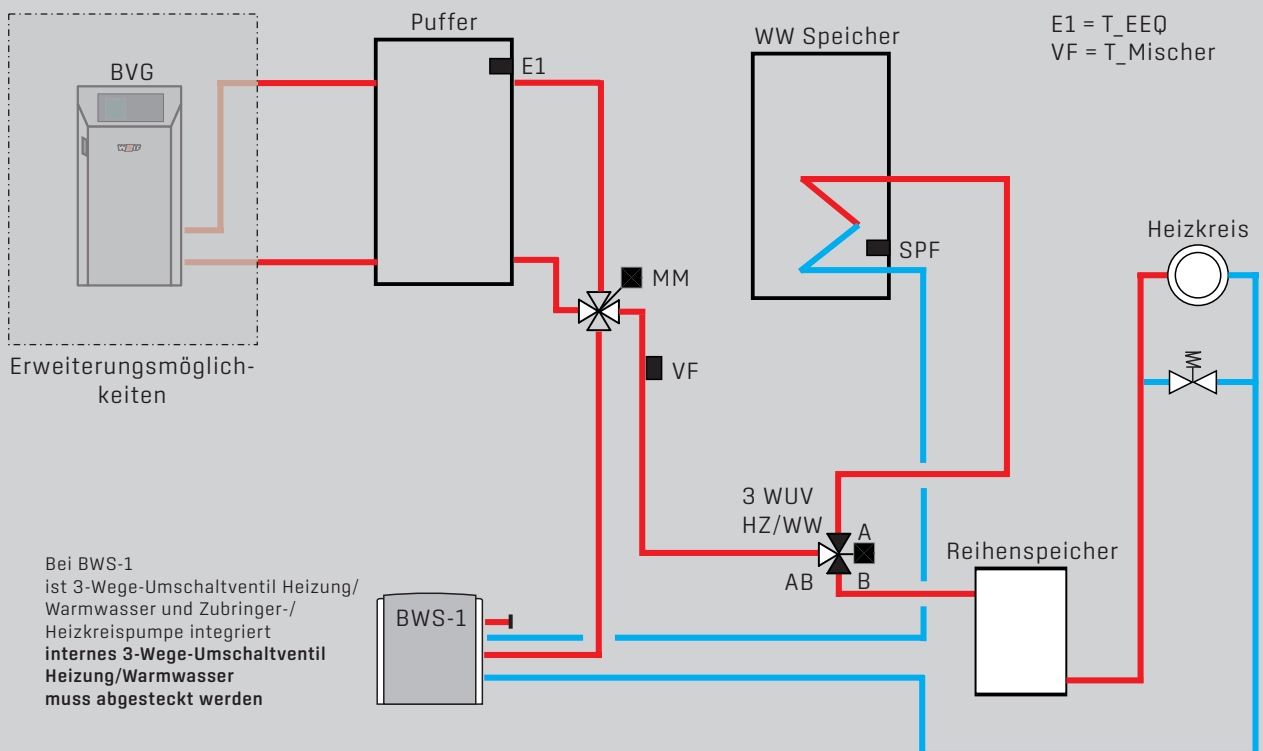 Puffer
E1 = T_EEQ
VF = T_Mischer
WW Speicher
BVG
E1
WOLF
SPF
Heizkreis
MM
Erweiterungsmöglich-
keiten
VF
M
3 WUV
HZ/WW
A
AB
B
Reihenspeicher
Bei BWS-1
ist 3-Wege-Umschaltventil Heizung/
Warmwasser und Zubringer-/
Heizkreispumpe integriert
internes 3-Wege-Umschaltventil
Heizung/Warmwasser
muss abgesteckt werden
BWS-1